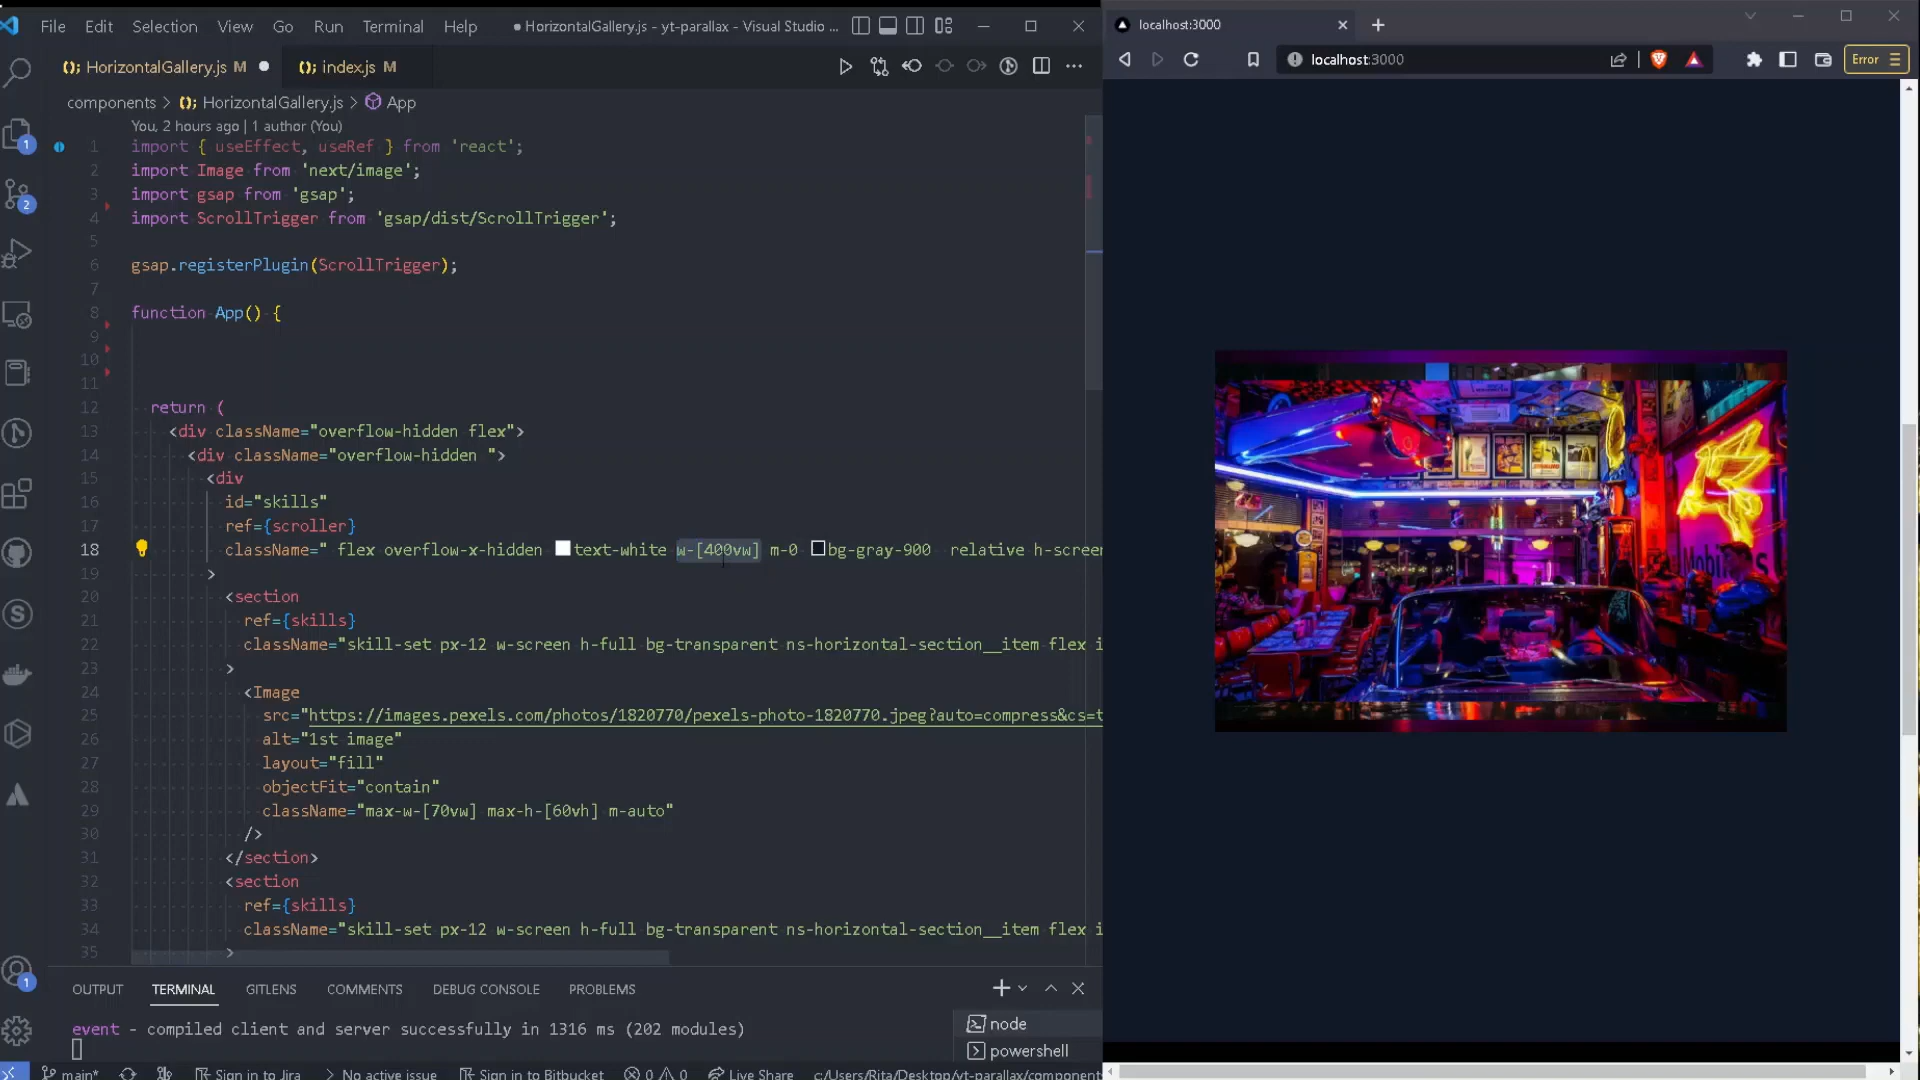 File Edit Selection View Go Run Terminal Help
● HorizontalGallery.js - yt-parallax - Visual Studio ...
HorizontalGallery.js M ● index.js M
components > HorizontalGallery.js > App
You, 2 hours ago | 1 author (You)
1 import { useEffect, useRef } from 'react';
2 import Image from 'next/image';
3 import gsap from 'gsap';
4 import ScrollTrigger from 'gsap/dist/ScrollTrigger';
5
6 gsap.registerPlugin(ScrollTrigger);
7
8 function App() {
9
10
11
12 return (
13 <div className="overflow-hidden flex">
14 <div className="overflow-hidden ">
15 <div
16 id="skills"
17 ref={scroller}
18 className=" flex overflow-x-hidden text-white w-[400vw] m-0 bg-gray-900 relative h-screen
19 >
20 <section
21 ref={skills}
22 className="skill-set px-12 w-screen h-full bg-transparent ns-horizontal-section__item flex i
23 >
24 <Image
25 src="https://images.pexels.com/photos/1820770/pexels-photo-1820770.jpeg?auto=compress&cs=t
26 alt="1st image"
27 layout="fill"
28 objectFit="contain"
29 className="max-w-[70vw] max-h-[60vh] m-auto"
30 />
31 </section>
32 <section
33 ref={skills}
34 className="skill-set px-12 w-screen h-full bg-transparent ns-horizontal-section__item flex i
35 >
OUTPUT TERMINAL GITLENS COMMENTS DEBUG CONSOLE PROBLEMS
event - compiled client and server successfully in 1316 ms (202 modules)
node
powershell
main* Sign in to Jira No active issue Sign in to Bitbucket 0 0 Live Share c:/Users/Rita/Desktop/yt-parallax/component
1
2
1
localhost:3000
localhost:3000
Error